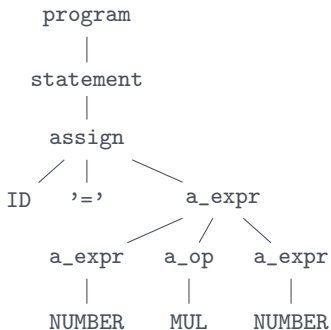 program
statement
assign
ID '=' a_expr
a_expr a_op a_expr
NUMBER MUL NUMBER